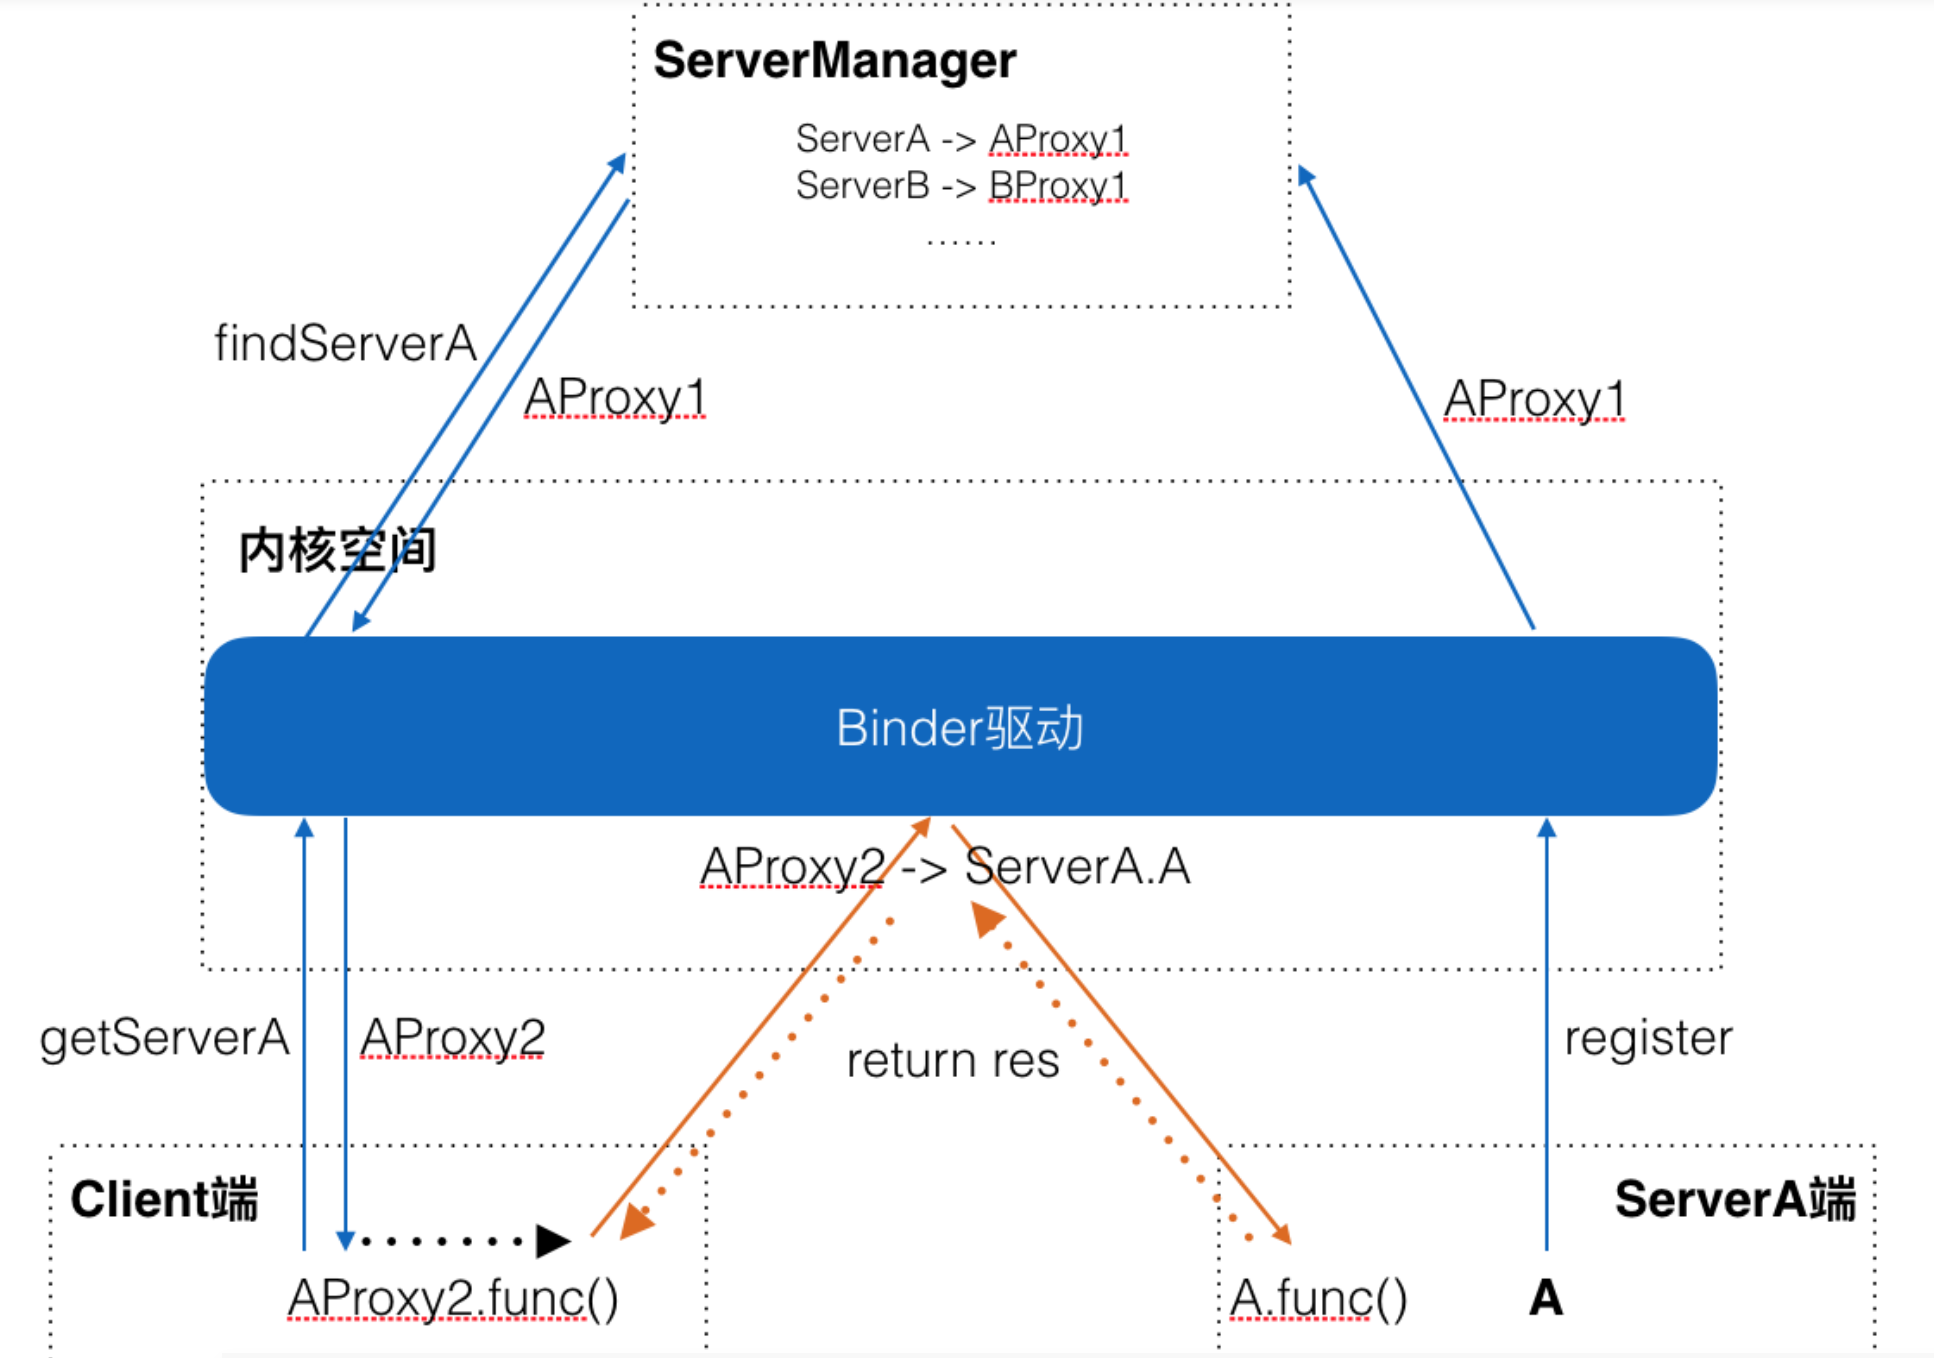 ServerManager
ServerA -> AProxy1
ServerB -> BProxy1
......
findServerA
AProxy1
AProxy1
内核空间
Binder驱动
AProxy2 -> ServerA.A
getServerA
AProxy2
return res
register
Client端
ServerA端
AProxy2.func()
A.func()
A